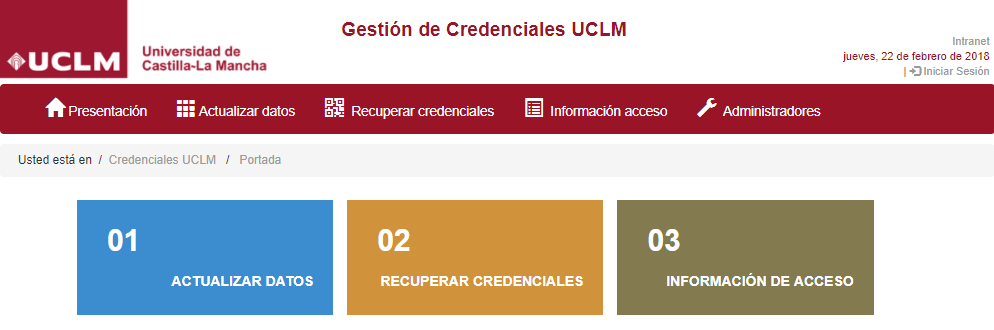 Gestión de Credenciales UCLM
UCLM
Universidad de
Castilla-La Mancha
Intranet
jueves, 22 de febrero de 2018
| Iniciar Sesión
Presentación Actualizar datos Recuperar credenciales Información acceso Administradores
Usted está en / Credenciales UCLM / Portada
01 02 03
ACTUALIZAR DATOS RECUPERAR CREDENCIALES INFORMACIÓN DE ACCESO